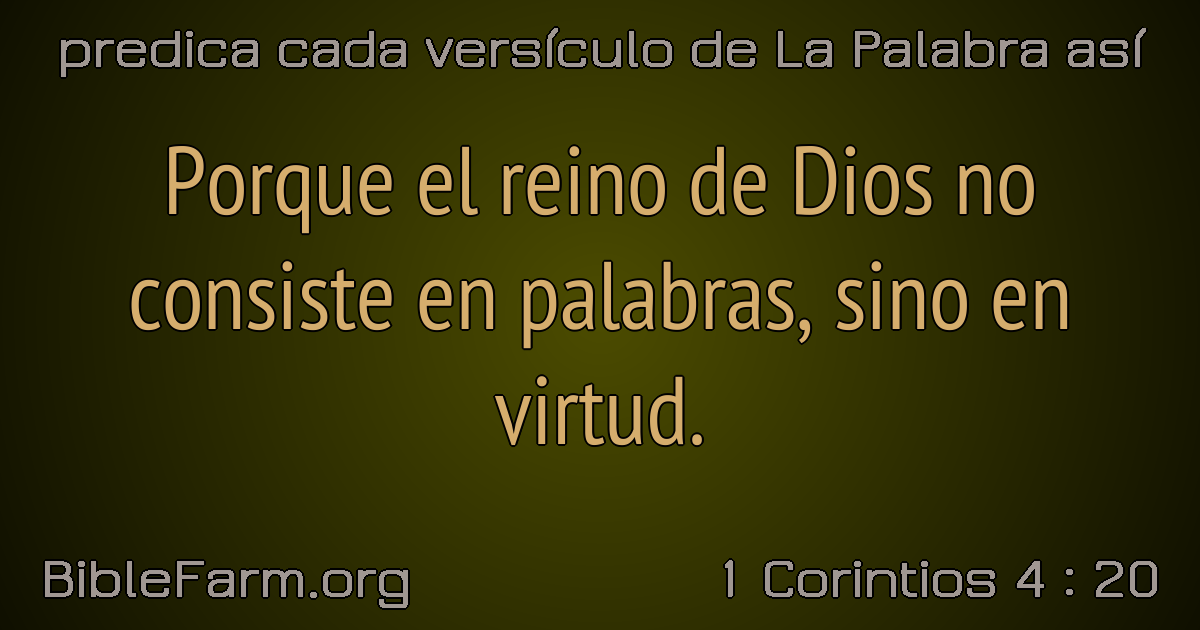 predica cada versículo de La Palabra así
Porque el reino de Dios no
consiste en palabras, sino en
virtud.
BibleFarm.org
1 Corintios 4 : 20